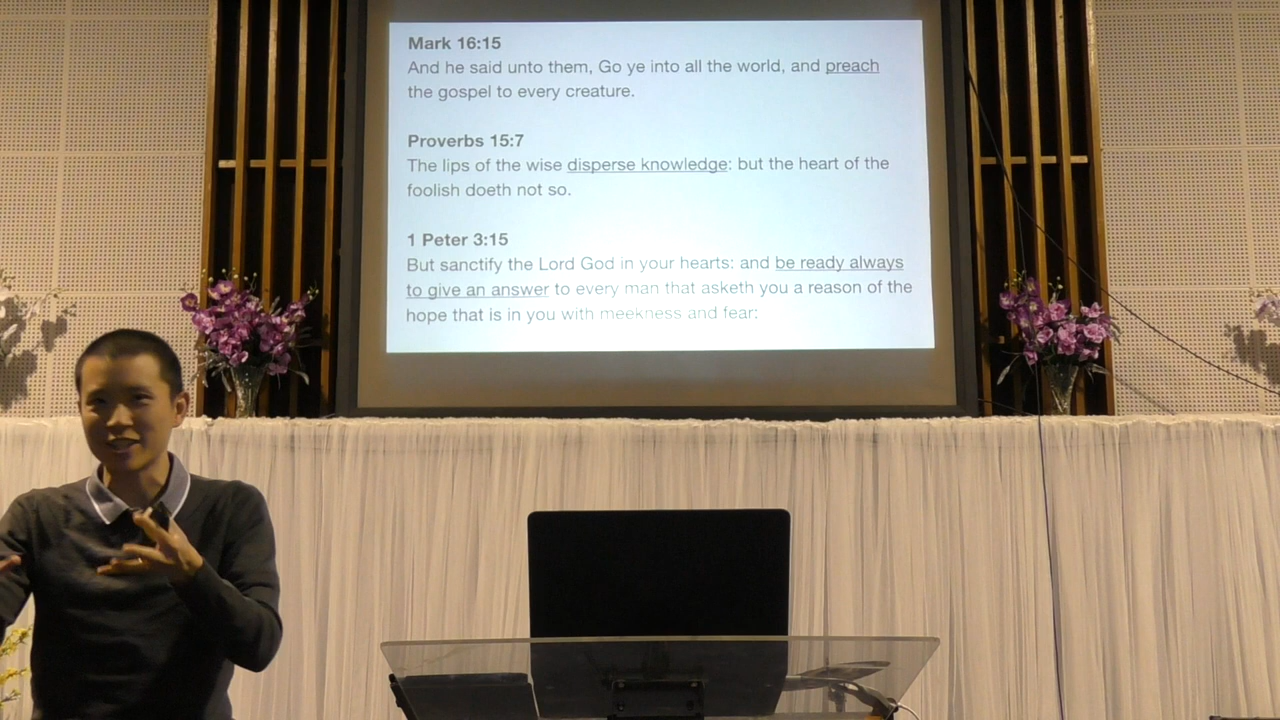 Mark 16:15
And he said unto them, Go ye into all the world, and preach
the gospel to every creature.
Proverbs 15:7
The lips of the wise disperse knowledge: but the heart of the
foolish doeth not so.
1 Peter 3:15
But sanctify the Lord God in your hearts: and be ready always
to give an answer to every man that asketh you a reason of the
hope that is in you with meekness and fear: